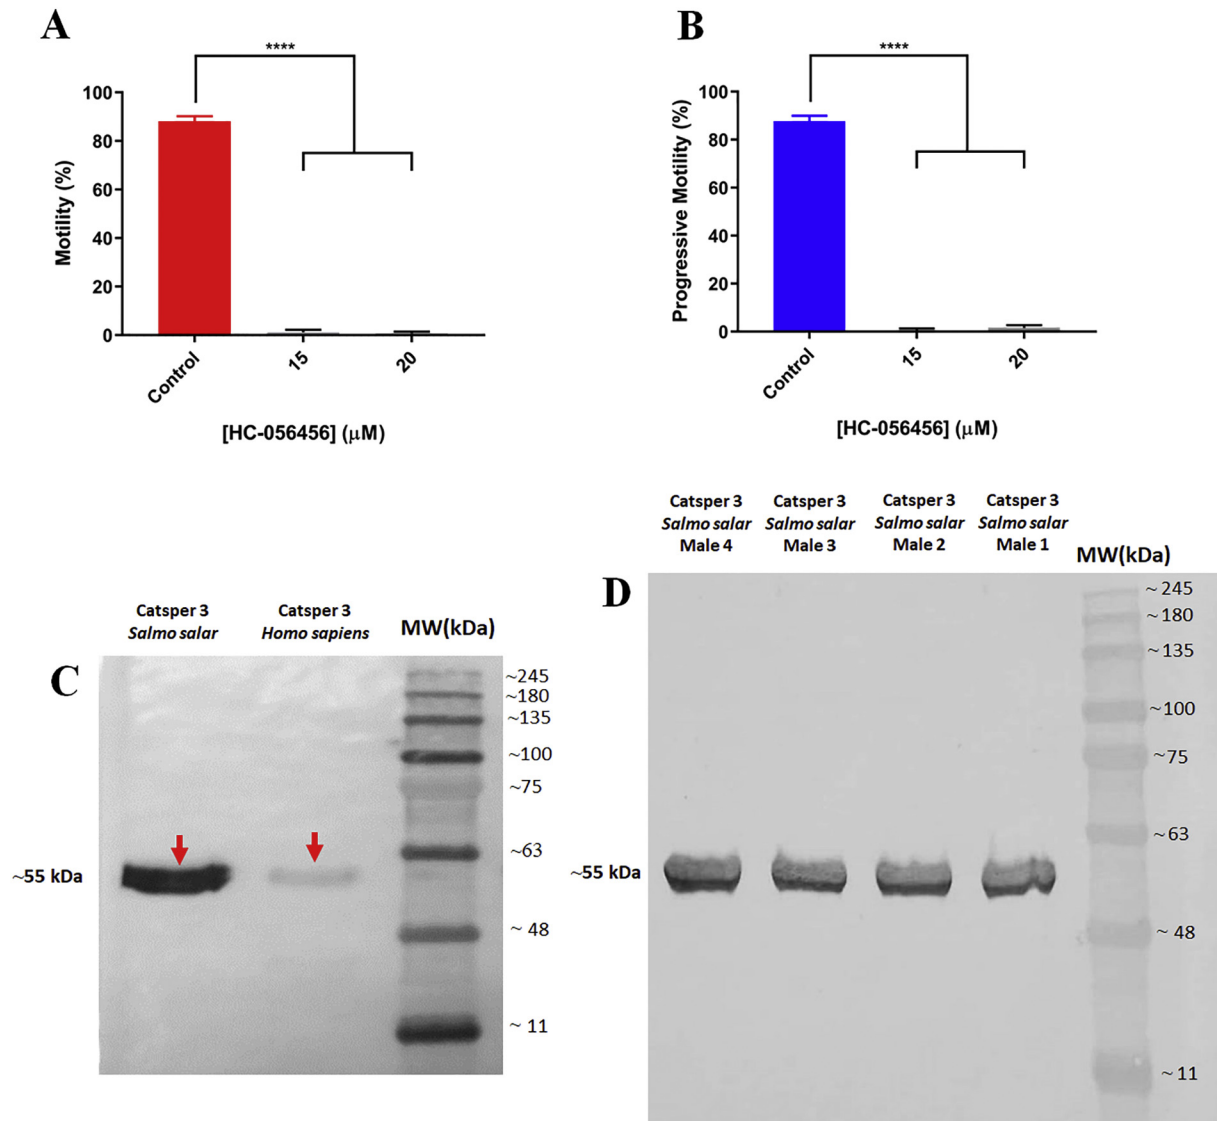 A
****
100
80
60
40
20
0
Motility (%)
Control
15
20
[HC-056456] (μM)
B
****
100
80
60
40
20
0
Progressive Motility (%)
Control
15
20
[HC-056456] (μM)
C
Catsper 3
Salmo salar
Catsper 3
Homo sapiens
MW(kDa)
~245
~180
~135
~100
~75
~63
~ 48
~ 11
~55 kDa
D
Catsper 3
Salmo salar
Male 4
Catsper 3
Salmo salar
Male 3
Catsper 3
Salmo salar
Male 2
Catsper 3
Salmo salar
Male 1
MW(kDa)
~ 245
~ 180
~ 135
~100
~75
~ 63
~ 48
~ 11
~55 kDa